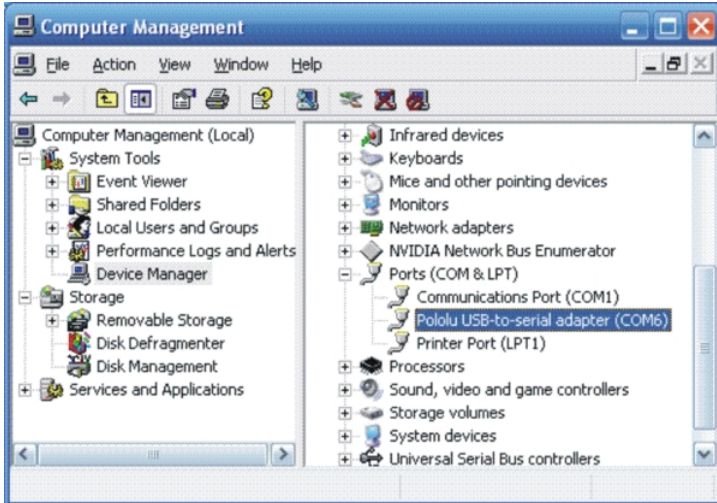 Computer Management
File Action View Window Help
Computer Management (Local)
System Tools
Event Viewer
Shared Folders
Local Users and Groups
Performance Logs and Alerts
Device Manager
Storage
Removable Storage
Disk Defragmenter
Disk Management
Services and Applications
Infrared devices
Keyboards
Mice and other pointing devices
Monitors
Network adapters
NVIDIA Network Bus Enumerator
Ports (COM & LPT)
Communications Port (COM1)
Pololu USB-to-serial adapter (COM6)
Printer Port (LPT1)
Processors
Sound, video and game controllers
Storage volumes
System devices
Universal Serial Bus controllers